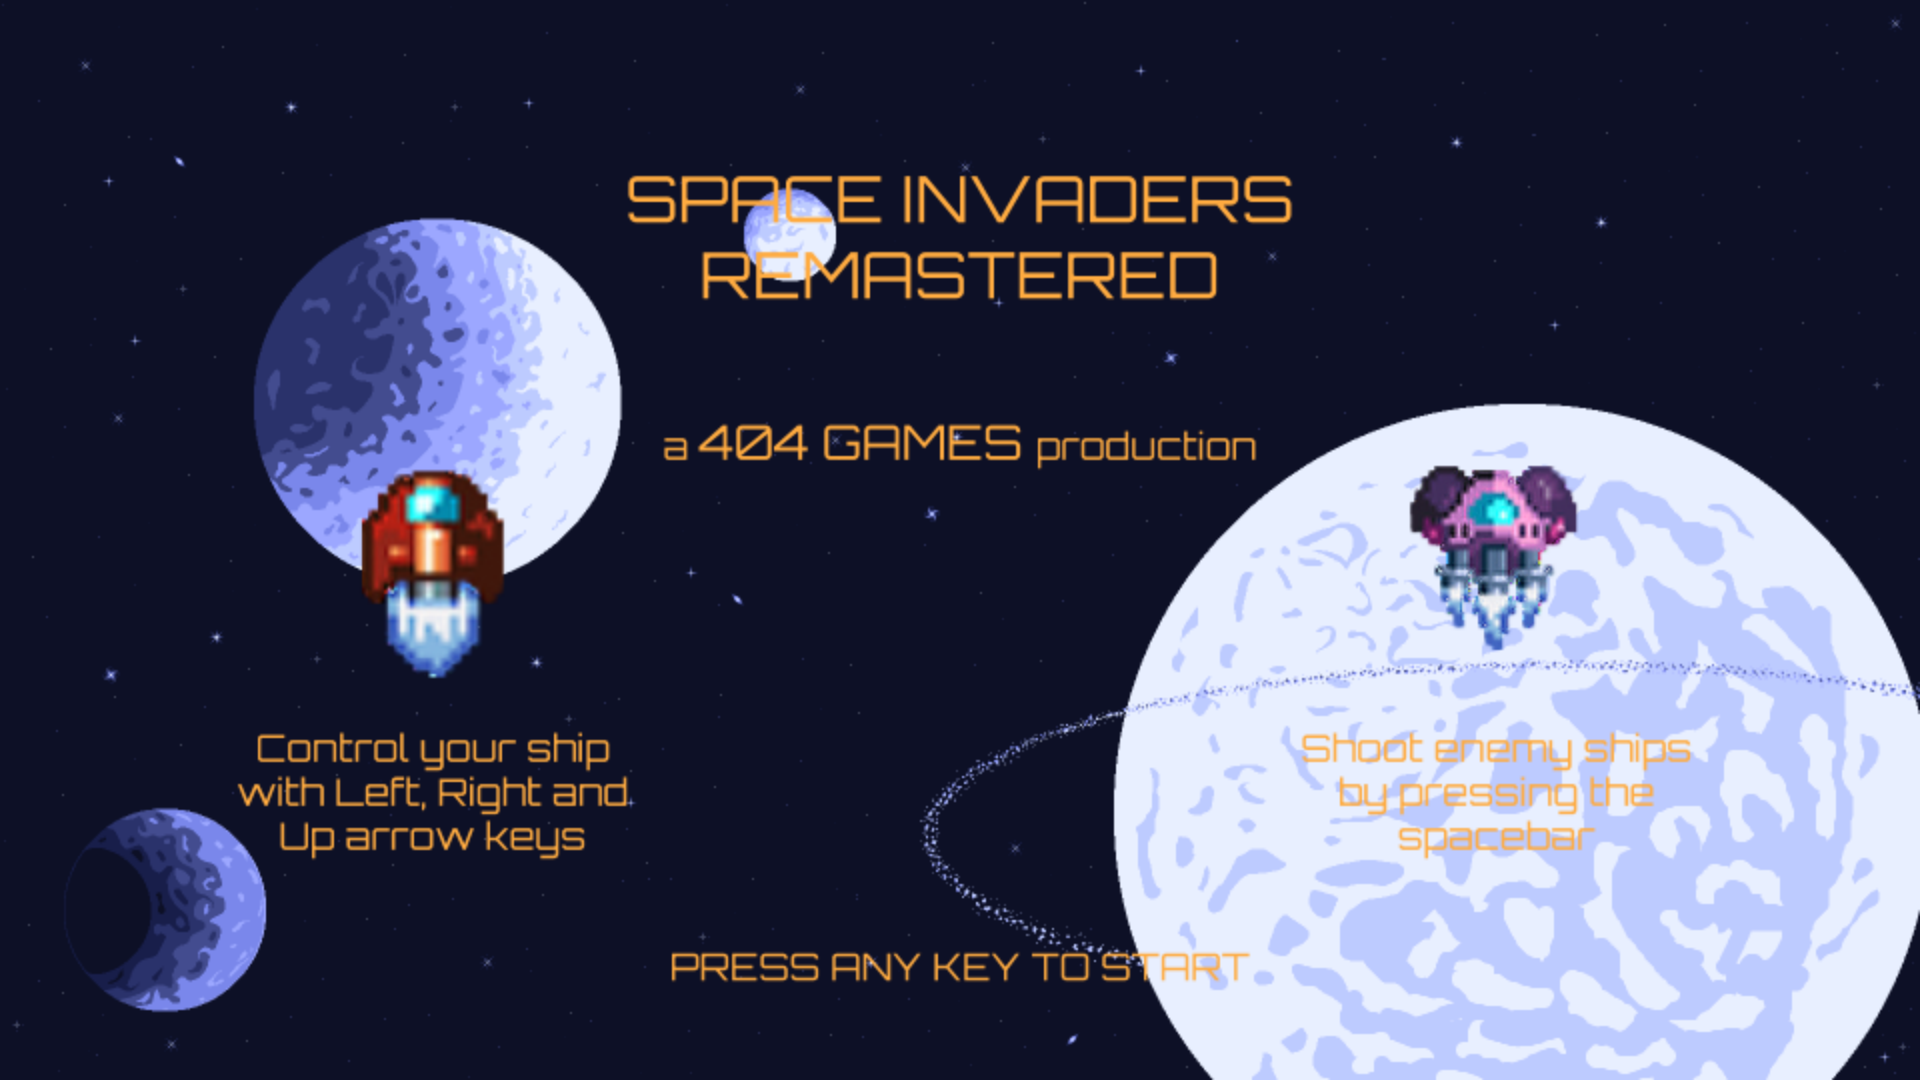 SPACE INVADERS
REMASTERED
a 404 GAMES production
Control your ship
with Left, Right and
Up arrow keys
Shoot enemy ships
by pressing the
spacebar
PRESS ANY KEY TO START